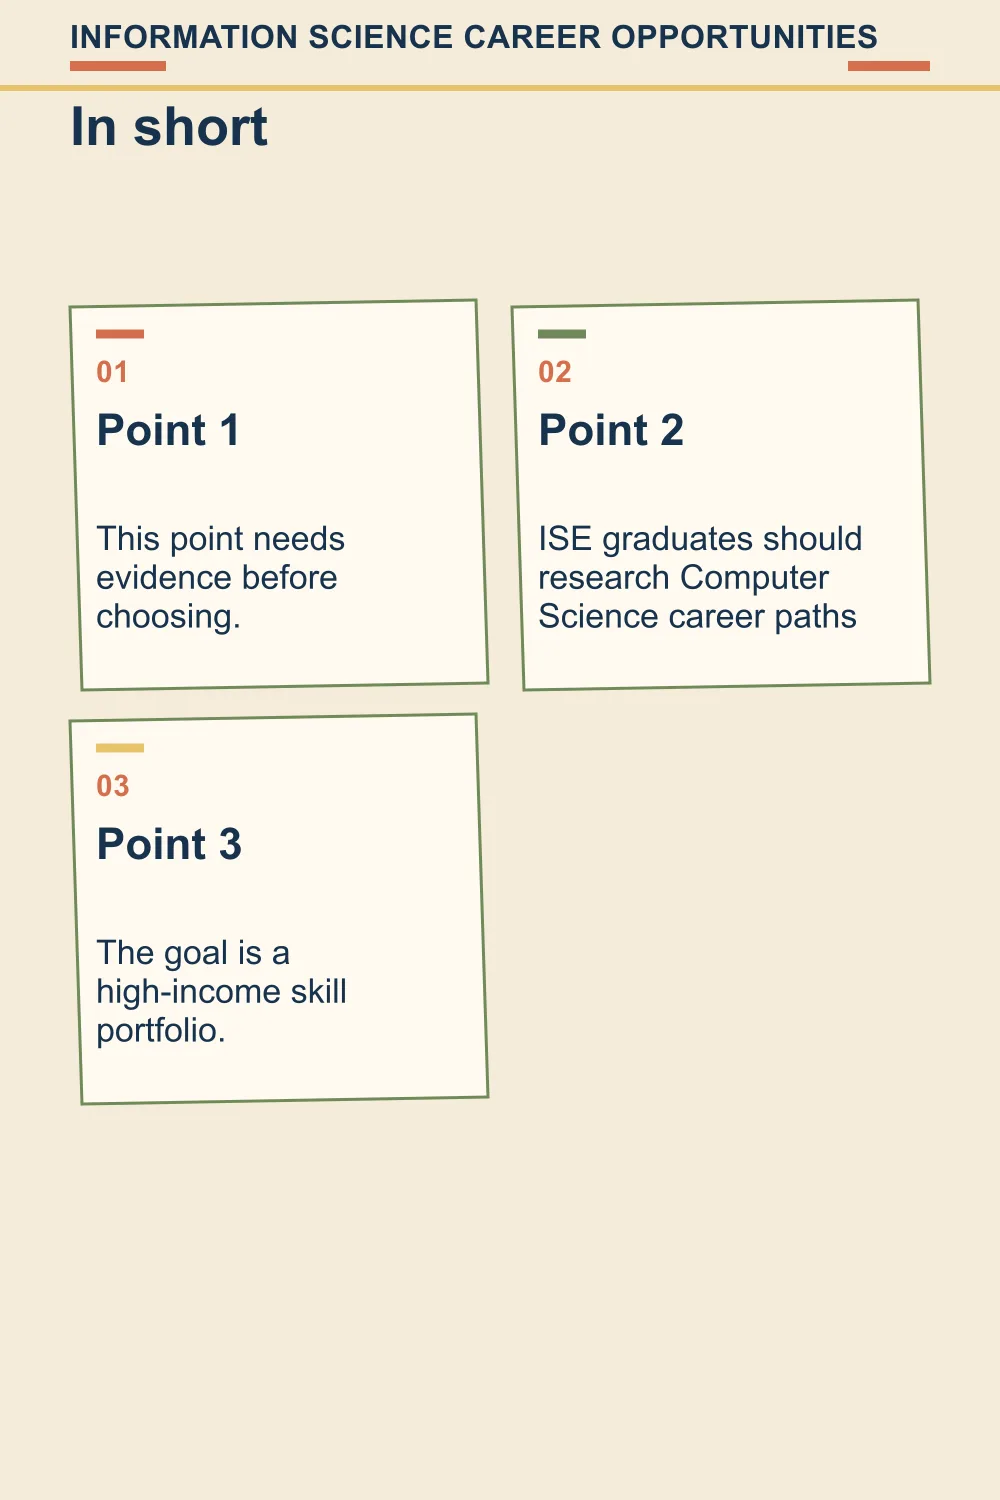 INFORMATION SCIENCE CAREER OPPORTUNITIES
In short
01
Point 1
This point needs
evidence before
choosing.
02
Point 2
ISE graduates should
research Computer
Science career paths
03
Point 3
The goal is a
high-income skill
portfolio.